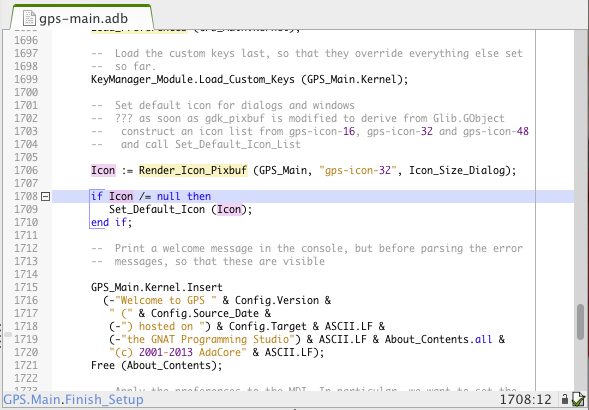 gps-main.adb
1696
1697 -- Load the custom keys last, so that they override everything else set
1698 -- so far.
1699 KeyManager_Module.Load_Custom_Keys (GPS_Main.Kernel);
1700
1701 -- Set default icon for dialogs and windows
1702 -- ??? as soon as gdk_pixbuf is modified to derive from Glib.GObject
1703 -- construct an icon list from gps-icon-16, gps-icon-32 and gps-icon-48
1704 -- and call Set_Default_Icon_List
1705
1706 Icon := Render_Icon_Pixbuf (GPS_Main, "gps-icon-32", Icon_Size_Dialog);
1707
1708 if Icon /= null then
1709 Set_Default_Icon (Icon);
1710 end if;
1711
1712 -- Print a welcome message in the console, but before parsing the error
1713 -- messages, so that these are visible
1714
1715 GPS_Main.Kernel.Insert
1716 (-"Welcome to GPS " & Config.Version &
1717 " (" & Config.Source_Date &
1718 (-") hosted on ") & Config.Target & ASCII.LF &
1719 (-"the GNAT Programming Studio") & ASCII.LF & About_Contents.all &
1720 "(c) 2001-2013 AdaCore" & ASCII.LF);
1721 Free (About_Contents);
1722
GPS.Main.Finish_Setup 1708:12